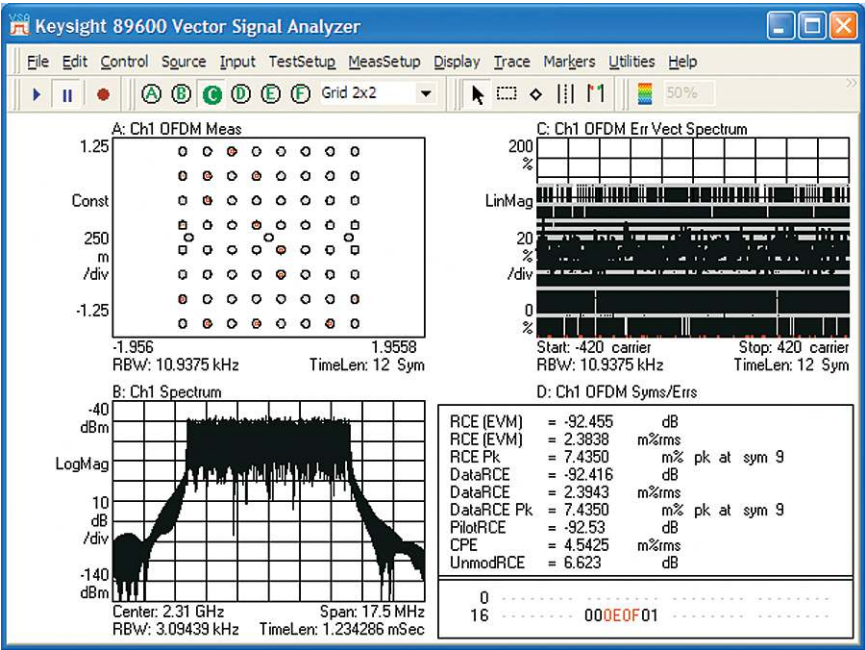 VSA
Keysight 89600 Vector Signal Analyzer
File Edit Control Source Input TestSetup MeasSetup Display Trace Markers Utilities Help
A B C D E F Grid 2x2 50%
A: Ch1 OFDM Meas
1.25
Const
250
m
/div
-1.25
-1.956 1.9558
RBW: 10.9375 kHz TimeLen: 12 Sym
C: Ch1 OFDM Err Vect Spectrum
200
%
LinMag
20
%
/div
0
%
Start: -420 carrier Stop: 420 carrier
RBW: 10.9375 kHz TimeLen: 12 Sym
B: Ch1 Spectrum
-40
dBm
LogMag
10
dB
/div
-140
dBm
Center: 2.31 GHz Span: 17.5 MHz
RBW: 3.09439 kHz TimeLen: 1.234286 mSec
D: Ch1 OFDM Syms/Errs
RCE (EVM) = -92.455 dB
RCE (EVM) = 2.3838 m%rms
RCE Pk = 7.4350 m% pk at sym 9
DataRCE = -92.416 dB
DataRCE = 2.3943 m%rms
DataRCE Pk = 7.4350 m% pk at sym 9
PilotRCE = -92.53 dB
CPE = 4.5425 m%rms
UnmodRCE = 6.623 dB
0 -------- -------- -------- --------
16 -------- 000E0F01 -------- --------